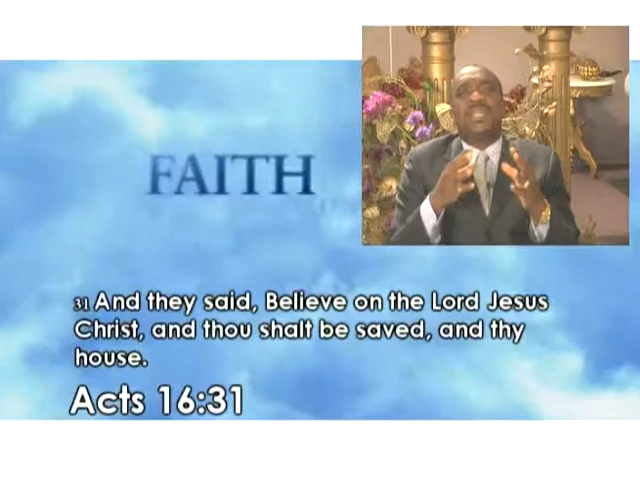 FAITH
31 And they said, Believe on the Lord Jesus
Christ, and thou shalt be saved, and thy
house.
Acts 16:31